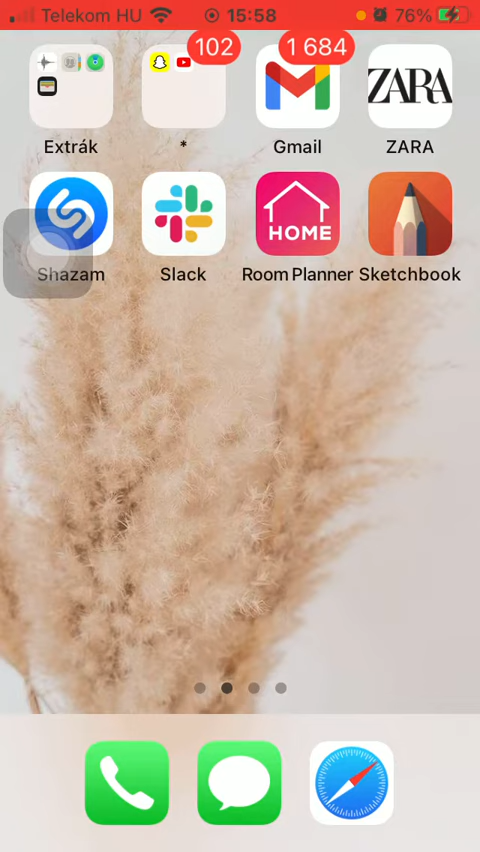 Telekom HU 15:58 76%
102 1 684
ZARA
Extrák * Gmail ZARA
HOME
Shazam Slack Room Planner Sketchbook